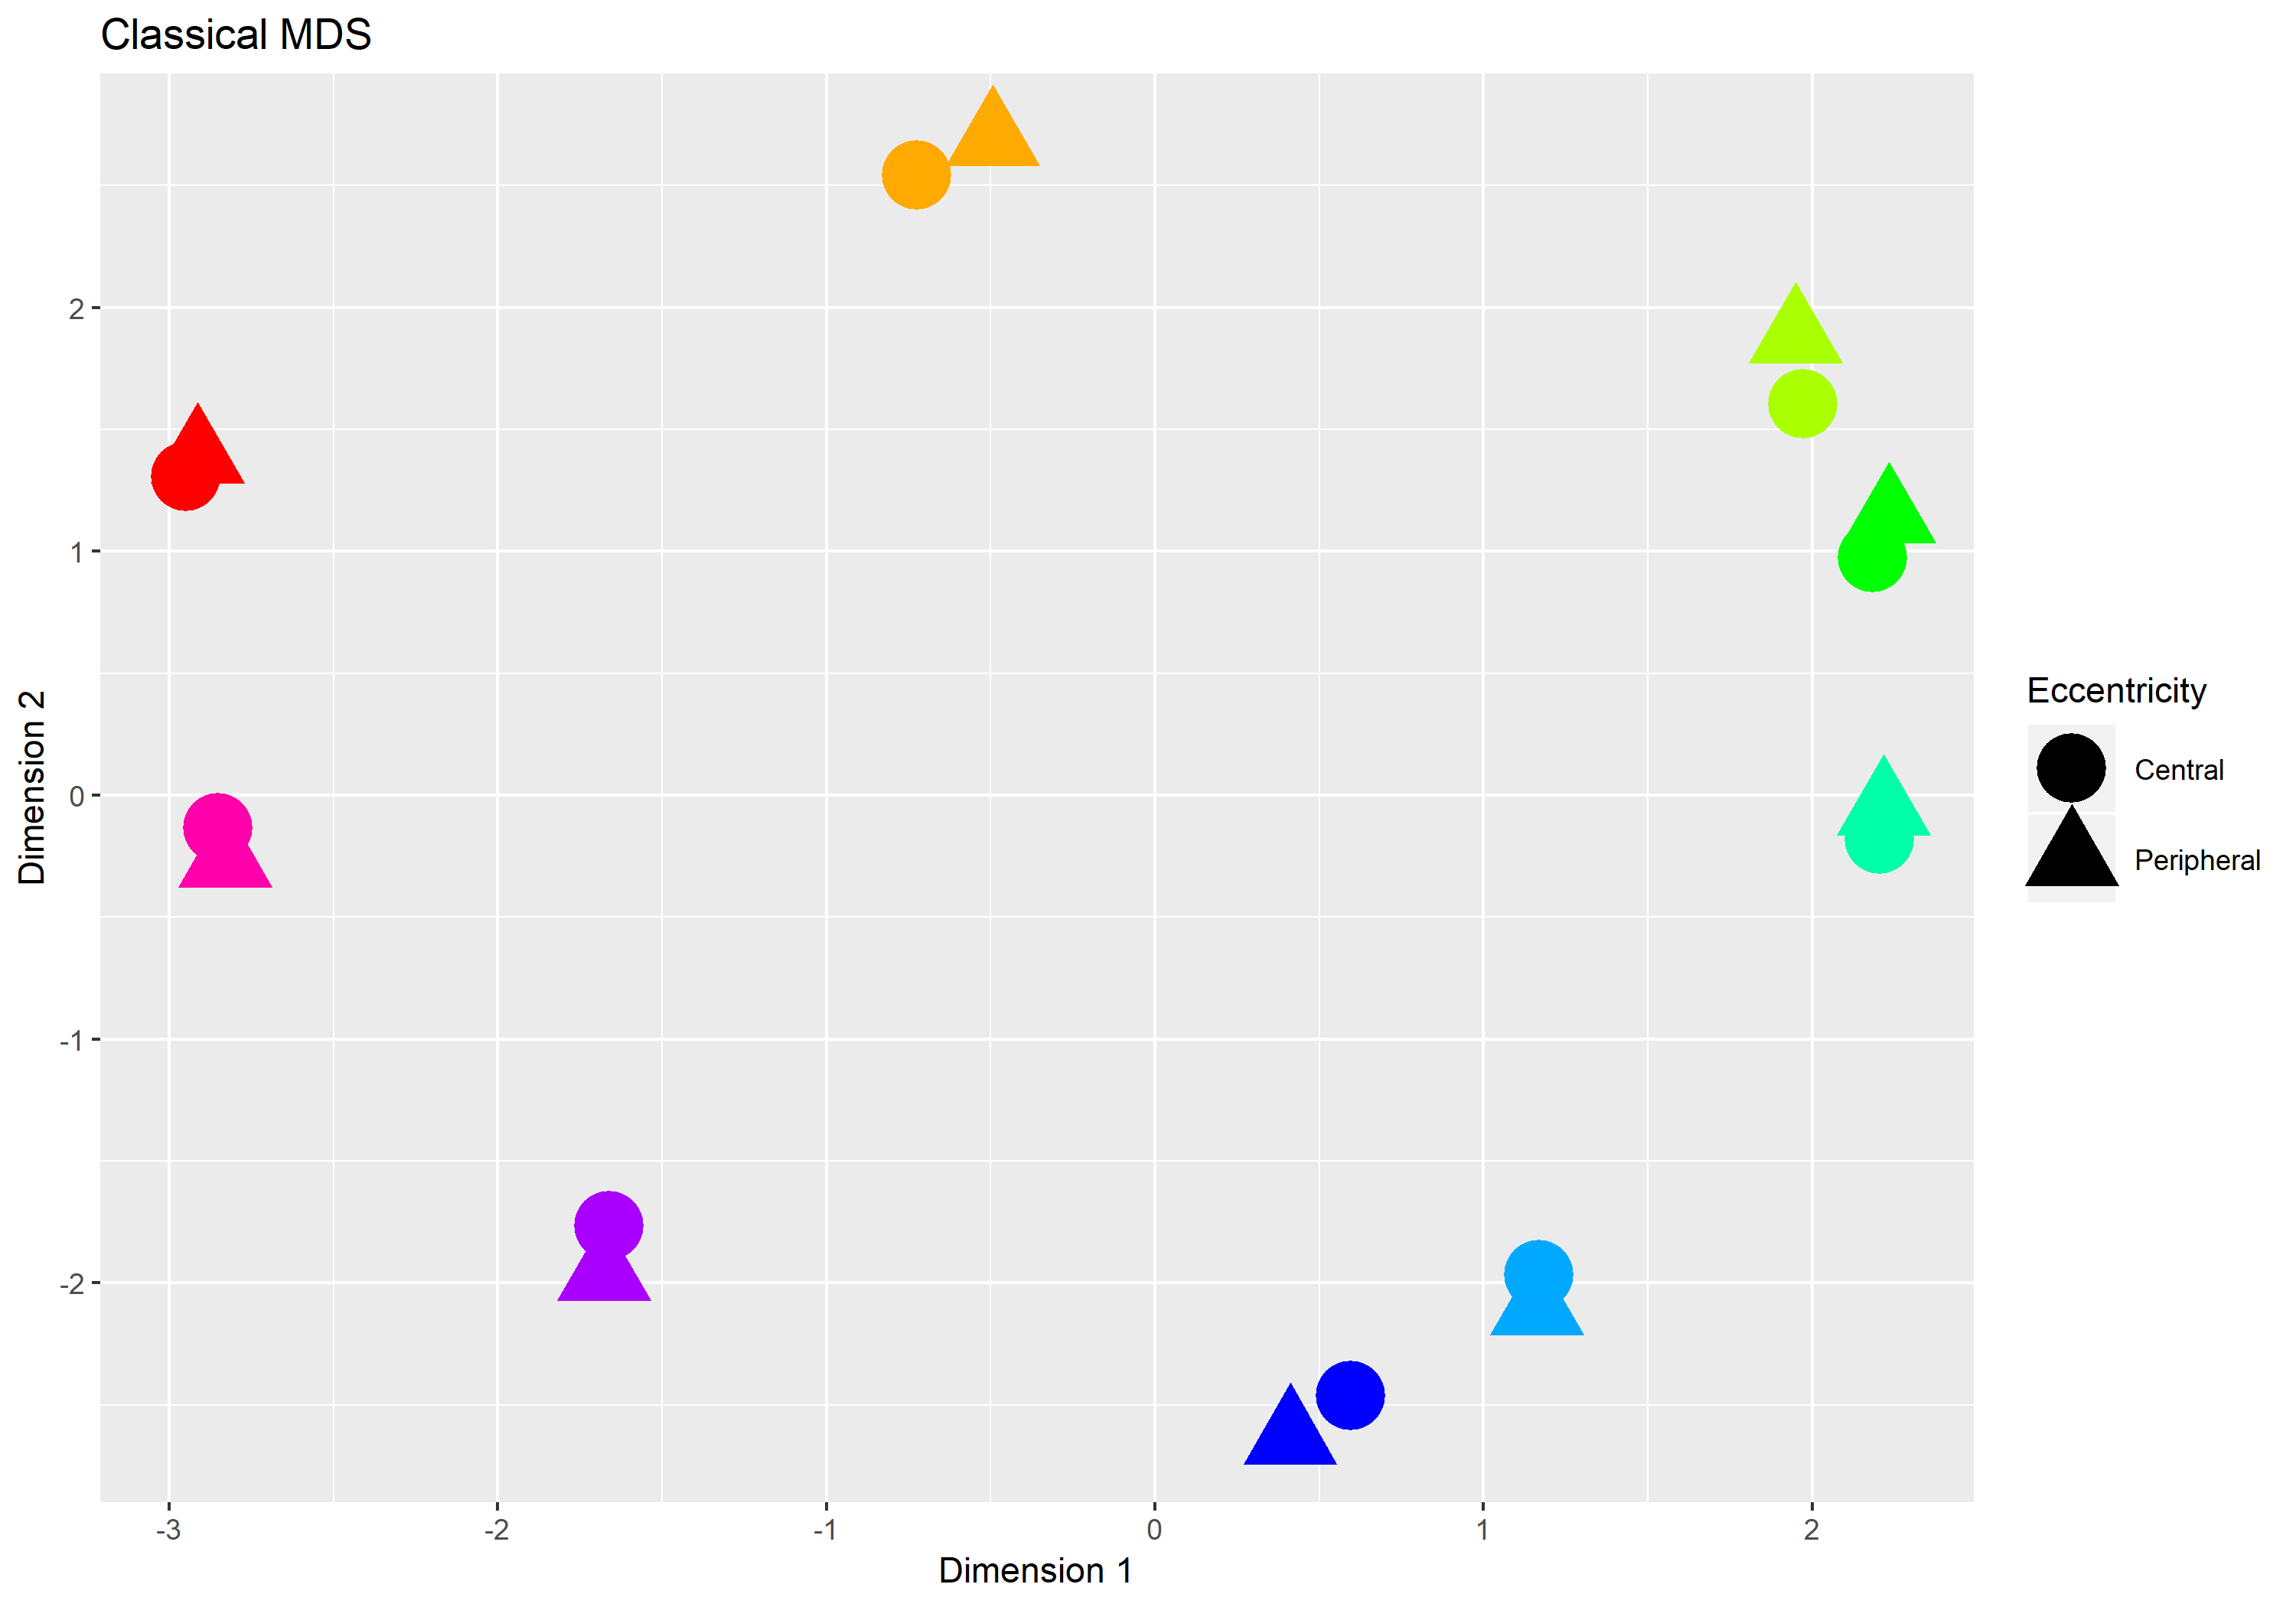 Classical MDS
Dimension 2
2
1
0
-1
-2
-3
-2
-1
0
1
2
Dimension 1
Eccentricity
Central
Peripheral